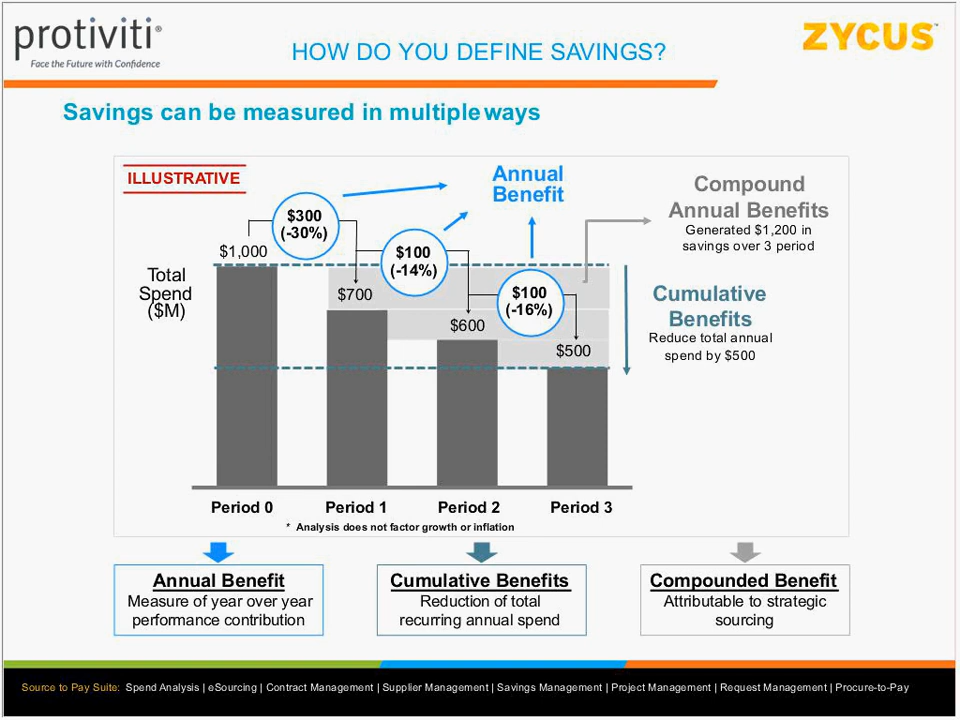 protiviti®
Face the Future with Confidence
HOW DO YOU DEFINE SAVINGS?
ZYCUS™
Savings can be measured in multiple ways
ILLUSTRATIVE
Annual
Benefit
Compound
Annual Benefits
Generated $1,200 in
savings over 3 period
$300
(-30%)
$1,000
$100
(-14%)
Total
Spend
($M)
$700
$100
(-16%)
Cumulative
Benefits
Reduce total annual
spend by $500
$600
$500
Period 0
Period 1
Period 2
Period 3
* Analysis does not factor growth or inflation
Annual Benefit
Measure of year over year
performance contribution
Cumulative Benefits
Reduction of total
recurring annual spend
Compounded Benefit
Attributable to strategic
sourcing
Source to Pay Suite: Spend Analysis | eSourcing | Contract Management | Supplier Management | Savings Management | Project Management | Request Management | Procure-to-Pay